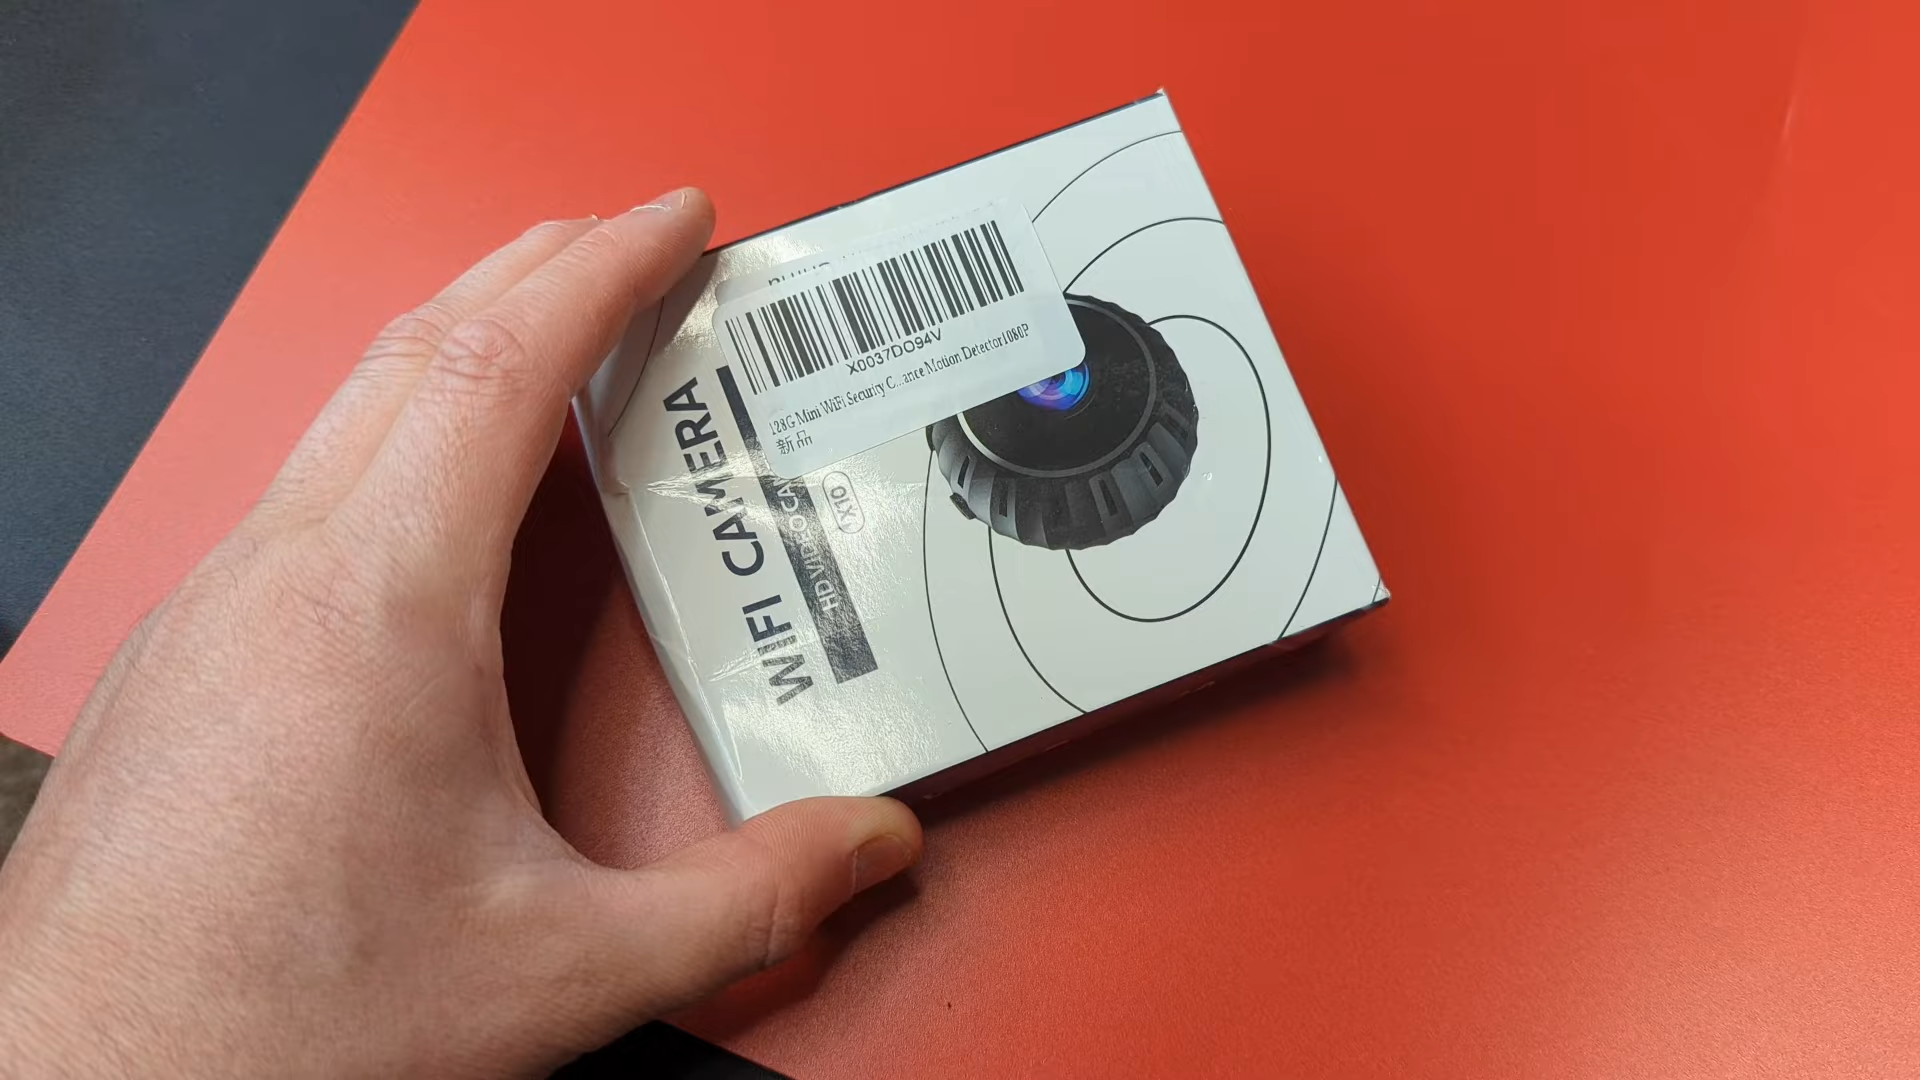 X0037DO94V
128G Mini WiFi Security C...ance Motion Detector1080P
新品
WIFI CAMERA
HD VIDEO CA
X10